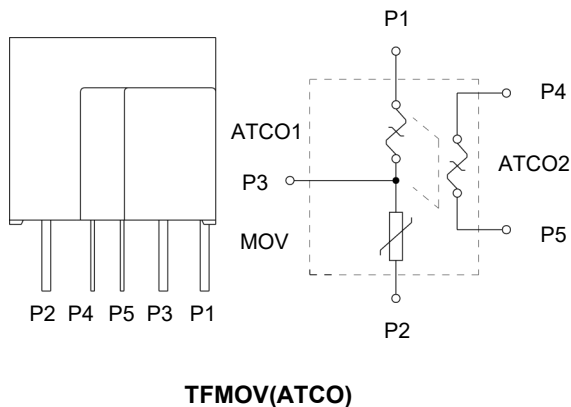 P1
P4
ATCO1
ATCO2
P3
MOV
P5
P2 P4 P5 P3 P1
P2
TFMOV(ATCO)